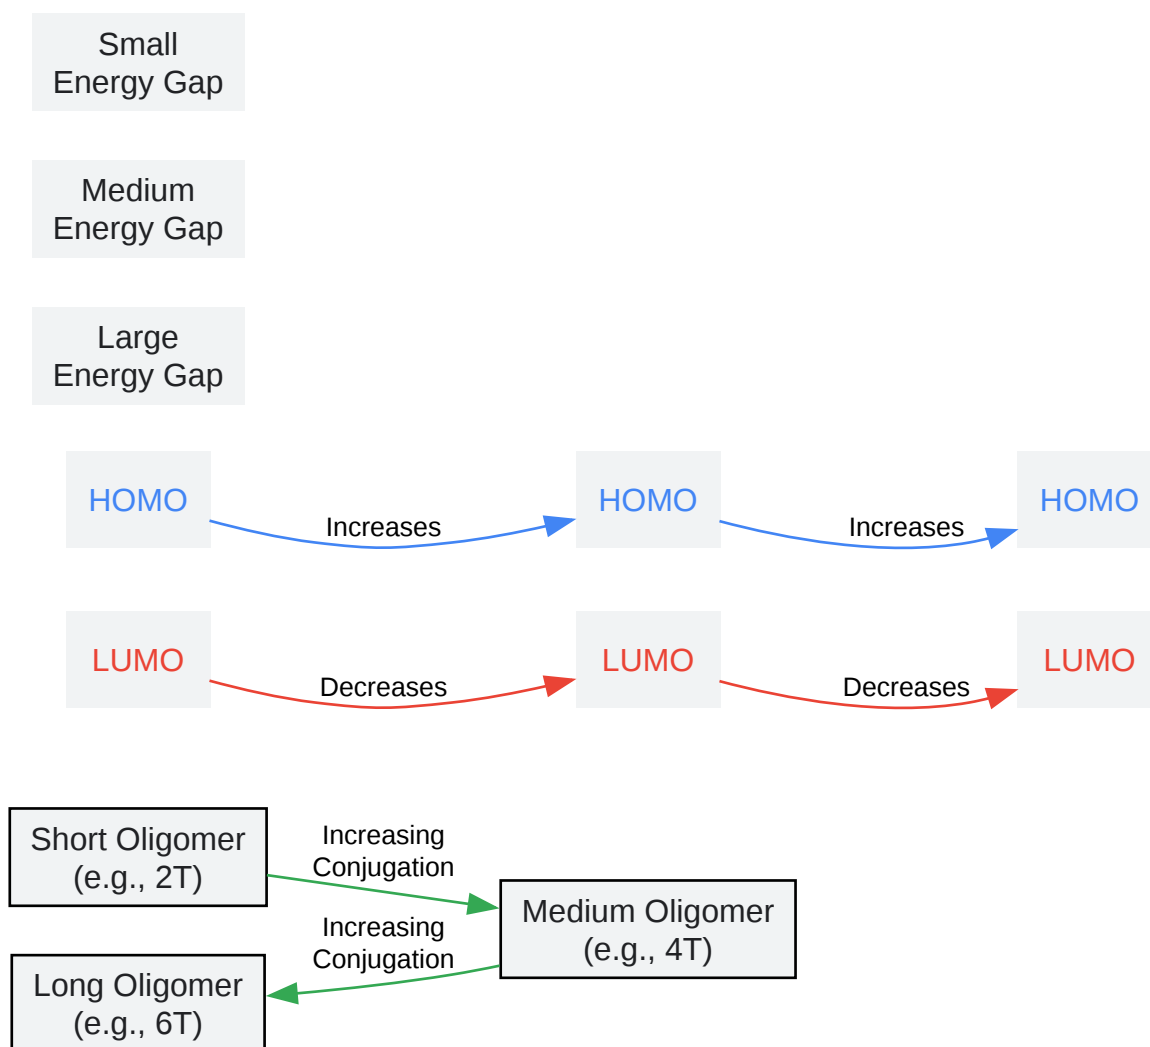 Small
Energy Gap
Medium
Energy Gap
Large
Energy Gap
HOMO
Increases
HOMO
Increases
HOMO
LUMO
Decreases
LUMO
Decreases
LUMO
Short Oligomer
(e.g., 2T)
Increasing
Conjugation
Medium Oligomer
(e.g., 4T)
Increasing
Conjugation
Long Oligomer
(e.g., 6T)